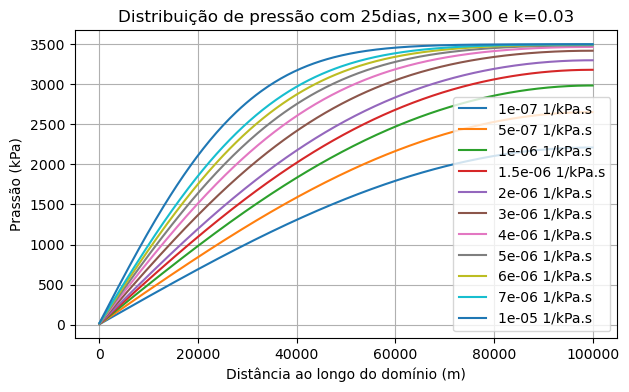 Distribuição de pressão com 25dias, nx=300 e k=0.03
Prassão (kPa)
3500
3000
2500
2000
1500
1000
500
0
1e-07 1/kPa.s
5e-07 1/kPa.s
1e-06 1/kPa.s
1.5e-06 1/kPa.s
2e-06 1/kPa.s
3e-06 1/kPa.s
4e-06 1/kPa.s
5e-06 1/kPa.s
6e-06 1/kPa.s
7e-06 1/kPa.s
1e-05 1/kPa.s
0 20000 40000 60000 80000 100000
Distância ao longo do domínio (m)